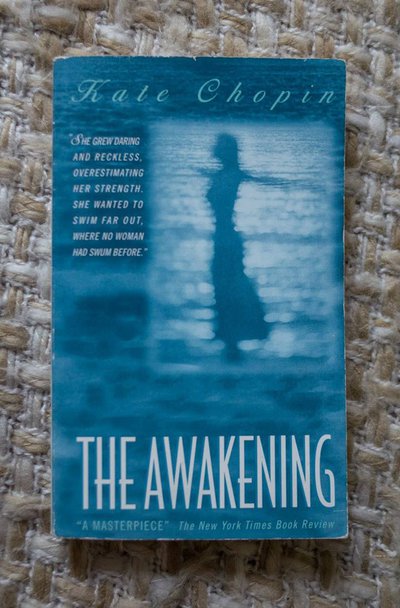 Kate Chopin
"SHE GREW DARING
AND RECKLESS,
OVERESTIMATING
HER STRENGTH.
SHE WANTED TO
SWIM FAR OUT,
WHERE NO WOMAN
HAD SWUM BEFORE."
THE AWAKENING
"A MASTERPIECE" The New York Times Book Review